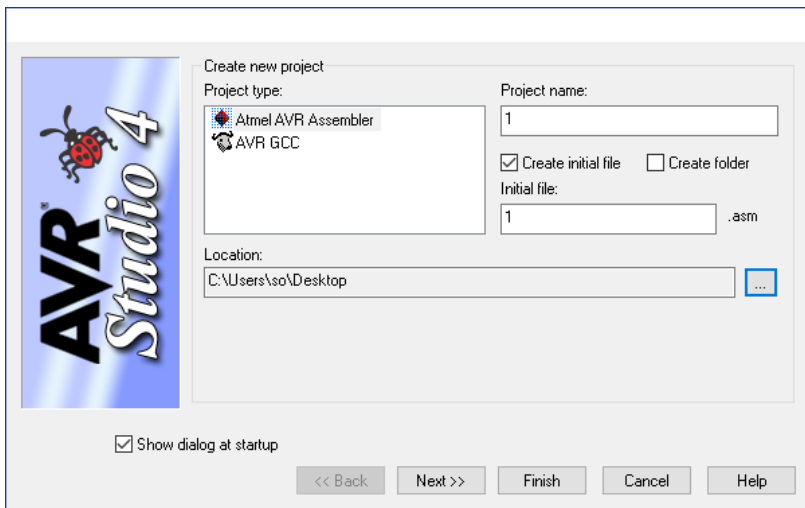 AVR Studio 4
Create new project
Project type:
Atmel AVR Assembler
AVR GCC
Project name:
1
Create initial file
Create folder
Initial file:
1
.asm
Location:
C:\Users\so\Desktop
...
Show dialog at startup
<< Back
Next >>
Finish
Cancel
Help